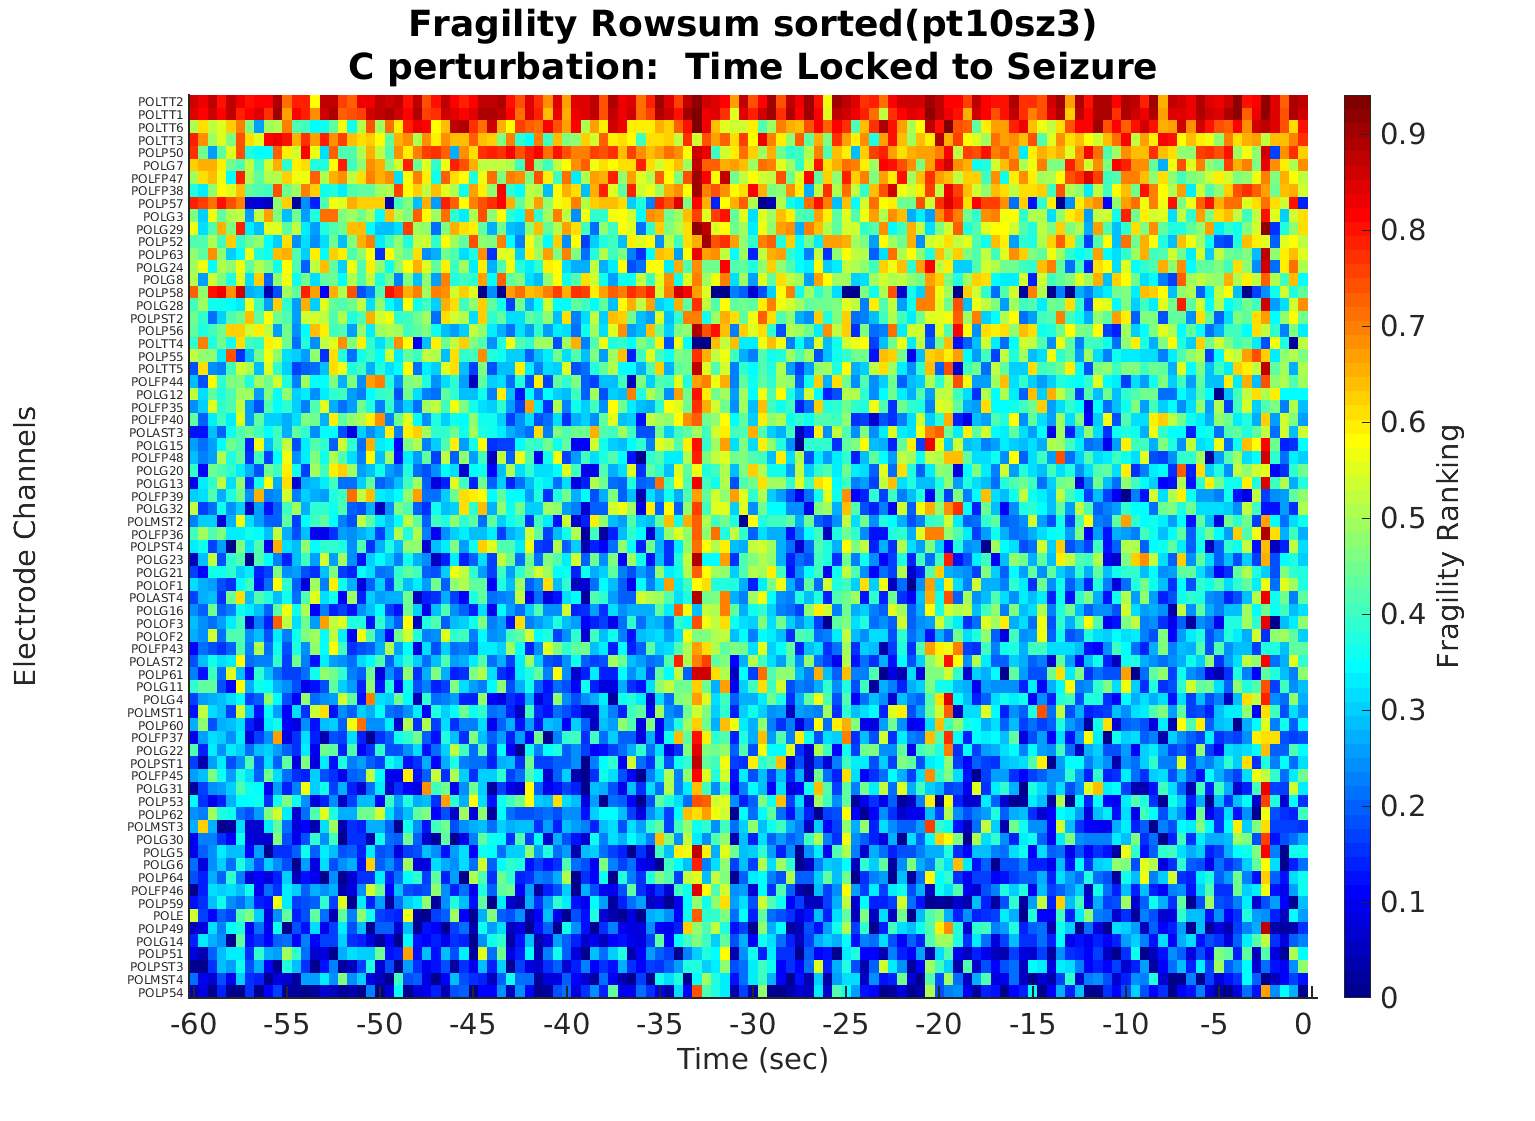 Fragility Rowsum sorted(pt10sz3)
C perturbation:  Time Locked to Seizure
Electrode Channels
POLTT2
POLTT1
POLTT6
POLTT3
POLP50
POLG7
POLFP47
POLFP38
POLP57
POLG3
POLG29
POLP52
POLP63
POLG24
POLG8
POLP58
POLG28
POLPST2
POLP56
POLTT4
POLP55
POLTT5
POLFP44
POLG12
POLFP35
POLFP40
POLAST3
POLG15
POLFP48
POLG20
POLG13
POLFP39
POLG32
POLMST2
POLFP36
POLPST4
POLG23
POLG21
POLOF1
POLAST4
POLG16
POLOF3
POLOF2
POLFP43
POLAST2
POLP61
POLG11
POLG4
POLMST1
POLP60
POLFP37
POLG22
POLPST1
POLFP45
POLG31
POLP53
POLP62
POLMST3
POLG30
POLG5
POLG6
POLP64
POLFP46
POLP59
POLE
POLP49
POLG14
POLP51
POLPST3
POLMST4
POLP54
-60 -55 -50 -45 -40 -35 -30 -25 -20 -15 -10 -5 0
Time (sec)
0.9
0.8
0.7
0.6
0.5
0.4
0.3
0.2
0.1
0
Fragility Ranking